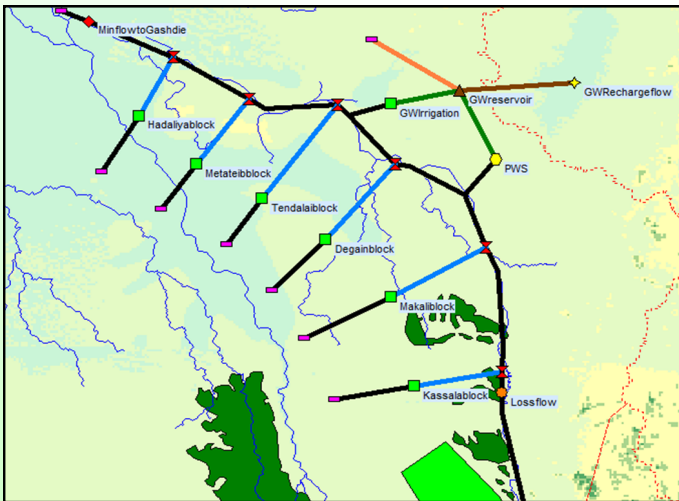 MinflowtoGashdie
GWRechargeflow
GWreservoir
GWIrrigation
Hadaliyablock
Metateibblock
PWS
Tendalaiblock
Degainblock
Makaliblock
Kassalablock
Lossflow